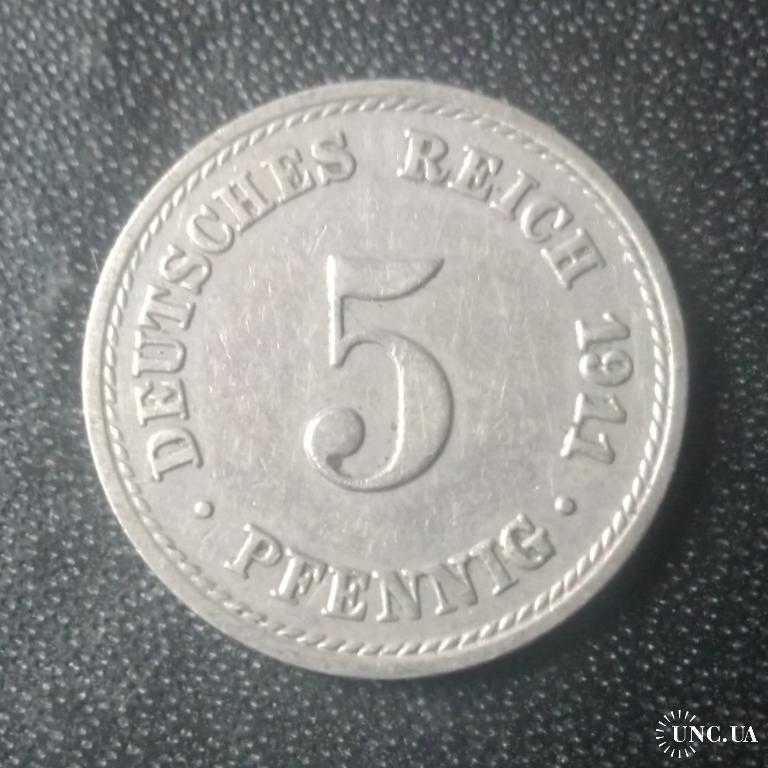 DEUTSCHES REICH 1911
5
· PFENNIG ·
UNC.UA